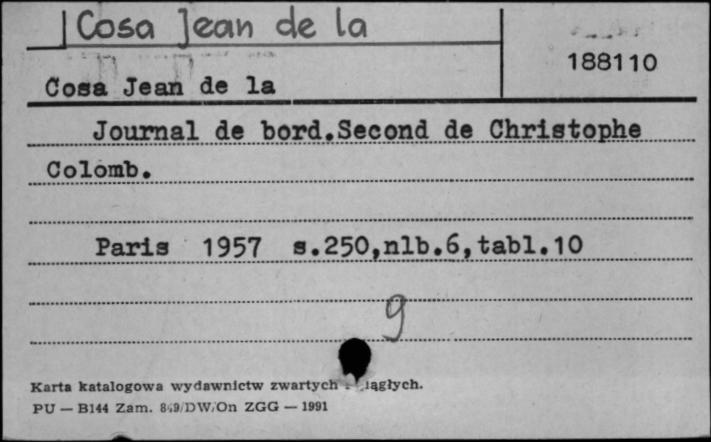 Cosa Jean de la
188110
Cosa Jean de la
Journal de bord.Second de Christophe
Colomb.
Paris 1957 s.250,nlb.6,tabl.10
9
Karta katalogowa wydawnictw zwartych
PU — B144 Zam. DW/On ZGG — 1991